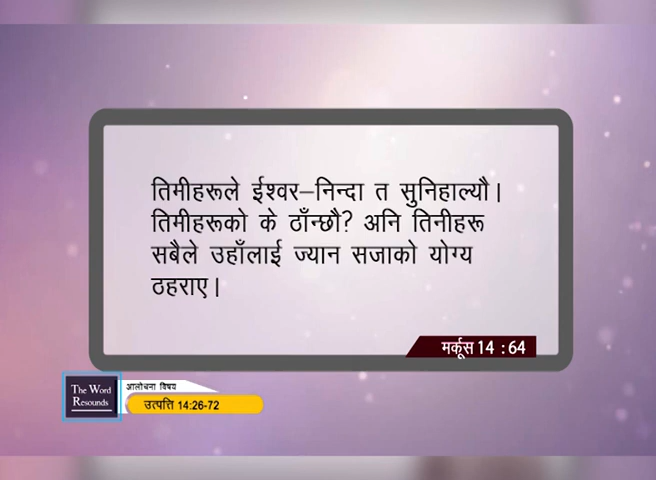 तिमीहरूले ईश्वर–निन्दा त सुनिहाल्यौ।
तिमीहरूको के ठाँन्छौ? अनि तिनीहरू
सबैले उहाँलाई ज्यान सजाको योग्य
ठहराए।
मर्कूस 14 : 64
The Word
Resounds
आलोचना विषय
उत्पत्ति 14:26-72